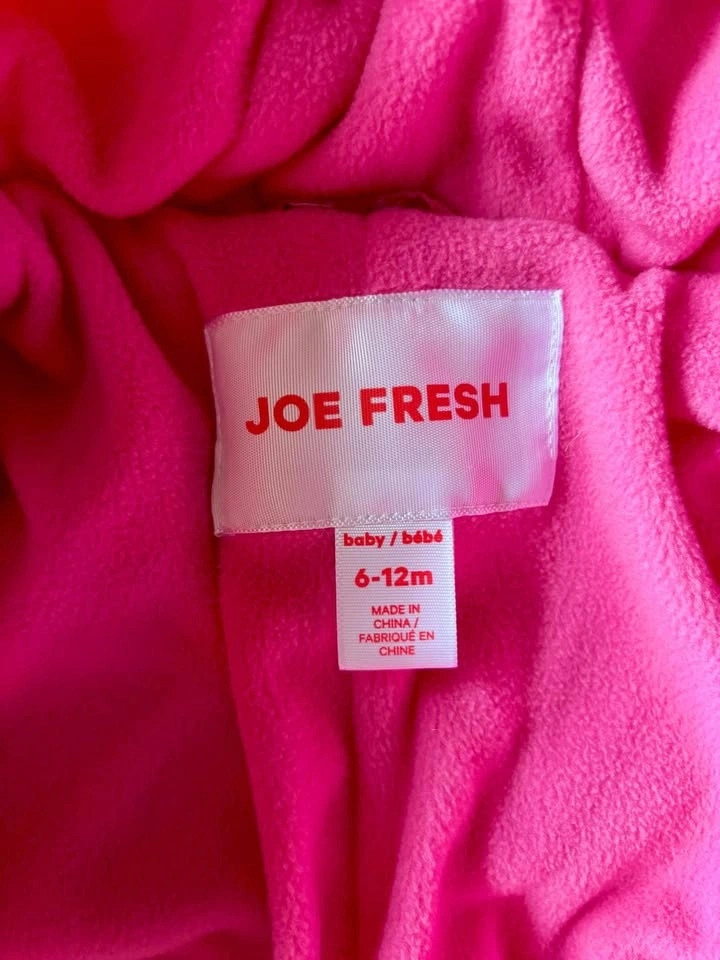 JOE FRESH
baby / bébé
6-12m
MADE IN
CHINA /
FABRIQUÉ EN
CHINE